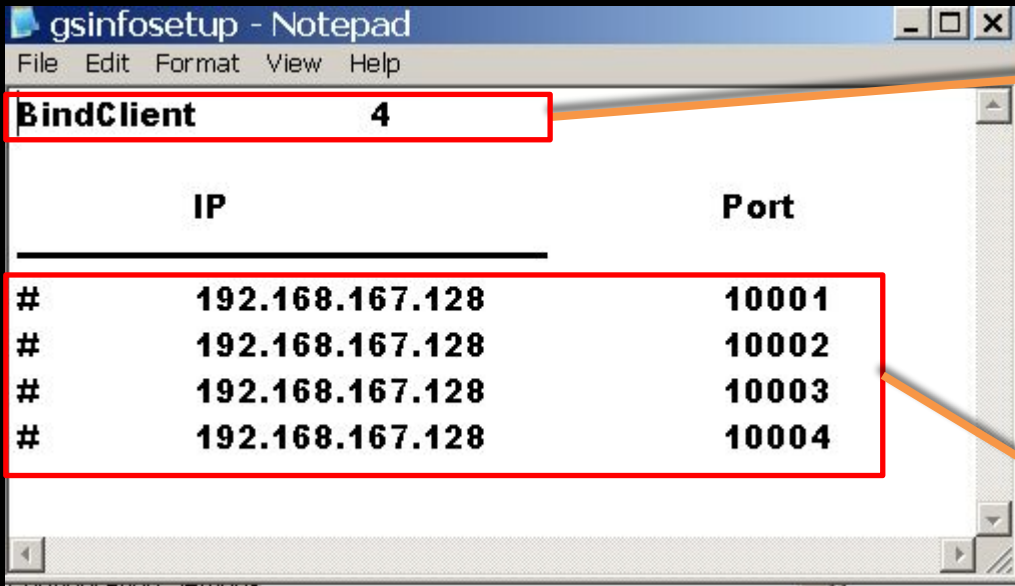 gsinfosetup - Notepad
File Edit Format View Help
BindClient 4
IP Port
# 192.168.167.128 10001
# 192.168.167.128 10002
# 192.168.167.128 10003
# 192.168.167.128 10004